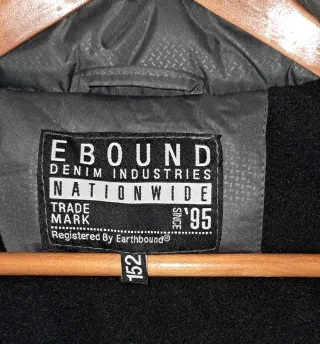 EBOUND
DENIM INDUSTRIES
NATIONWIDE
TRADE
MARK
SINCE '95
Registered By Earthbound®
152